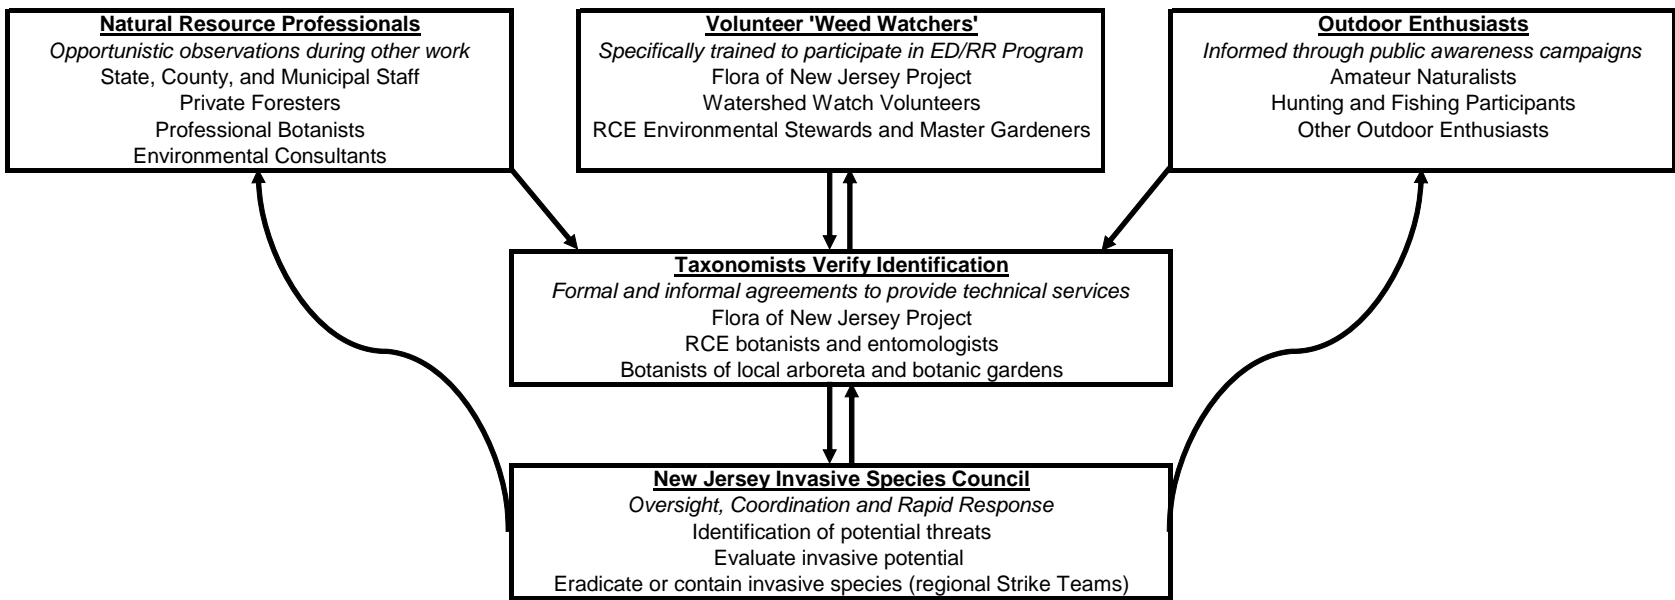 Natural Resource Professionals
Opportunistic observations during other work
State, County, and Municipal Staff
Private Foresters
Professional Botanists
Environmental Consultants
Volunteer 'Weed Watchers'
Specifically trained to participate in ED/RR Program
Flora of New Jersey Project
Watershed Watch Volunteers
RCE Environmental Stewards and Master Gardeners
Outdoor Enthusiasts
Informed through public awareness campaigns
Amateur Naturalists
Hunting and Fishing Participants
Other Outdoor Enthusiasts
Taxonomists Verify Identification
Formal and informal agreements to provide technical services
Flora of New Jersey Project
RCE botanists and entomologists
Botanists of local arboreta and botanic gardens
New Jersey Invasive Species Council
Oversight, Coordination and Rapid Response
Identification of potential threats
Evaluate invasive potential
Eradicate or contain invasive species (regional Strike Teams)